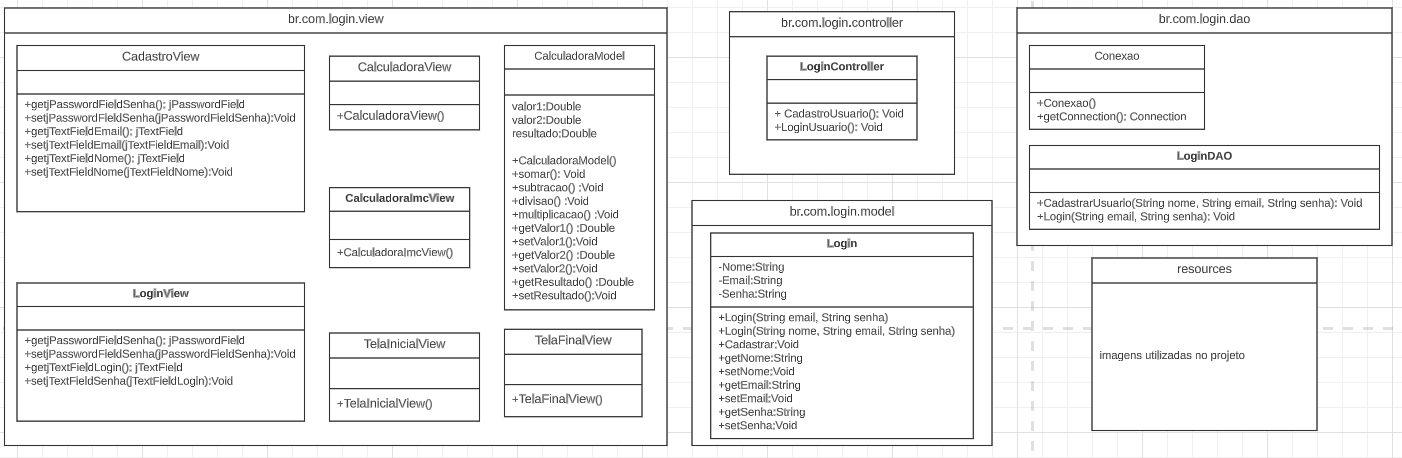 br.com.login.view
CadastroView
+getjPasswordFieldSenha(): jPasswordField
+setjPasswordFieldSenha(jPasswordFieldSenha):Void
+getjTextFieldEmail(): jTextField
+setjTextFieldEmail(jTextFieldEmail):Void
+getjTextFieldNome(): jTextField
+setjTextFieldNome(jTextFieldNome):Void
LoginView
+getjPasswordFieldSenha(): jPasswordField
+setjPasswordFieldSenha(jPasswordFieldSenha):Void
+getjTextFieldLogin(): jTextField
+setjTextFieldSenha(jTextFieldLogin):Void
CalculadoraView
+CalculadoraView()
CalculadoraImcView
+CalculadoraImcView()
TelaInicialView
+TelaInicialView()
CalculadoraModel
valor1:Double
valor2:Double
resultado:Double
+CalculadoraModel()
+somar(): Void
+subtracao() :Void
+divisao() :Void
+multiplicacao() :Void
+getValor1() :Double
+setValor1():Void
+getValor2() :Double
+setValor2():Void
+getResultado() :Double
+setResultado():Void
TelaFinalView
+TelaFinalView()
br.com.login.controller
LoginController
+ CadastroUsuario(): Void
+LoginUsuario(): Void
br.com.login.model
Login
-Nome:String
-Email:String
-Senha:String
+Login(String email, String senha)
+Login(String nome, String email, String senha)
+Cadastrar:Void
+getNome:String
+setNome:Void
+getEmail:String
+setEmail:Void
+getSenha:String
+setSenha:Void
br.com.login.dao
Conexao
+Conexao()
+getConnection(): Connection
LoginDAO
+CadastrarUsuario(String nome, String email, String senha): Void
+Login(String email, String senha): Void
resources
imagens utilizadas no projeto